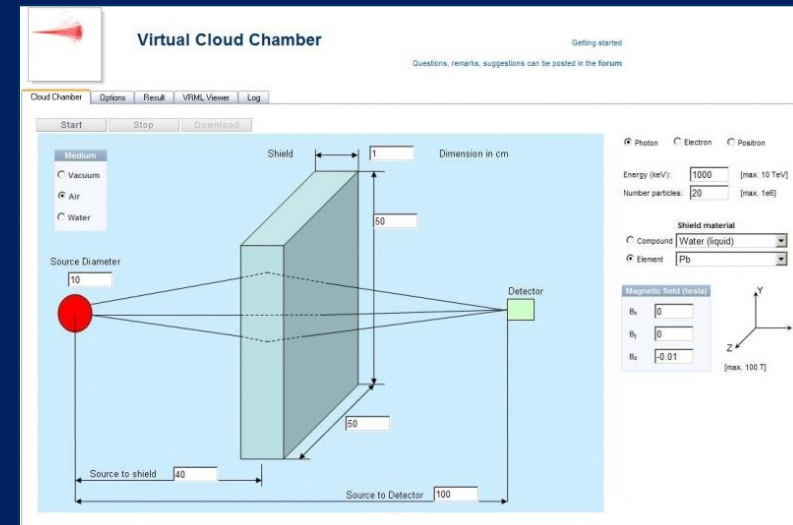 Virtual Cloud Chamber
Getting started
Questions, remarks, suggestions can be posted in the forum
Cloud Chamber Options Result VRML Viewer Log
Start Stop Download
Medium
Vacuum
Air
Water
Shield 1 Dimension in cm
50
Source Diameter
10
Detector
50
Source to shield 40
Source to Detector 100
Photon Electron Positron
Energy (keV): 1000 [max. 10 TeV]
Number particles: 20 [max. 1e6]
Shield material
Compound Water (liquid)
Element Pb
Magnetic field (tesla)
Bx 0
By 0
Bz -0.01
Y
Z
[max. 100 T]